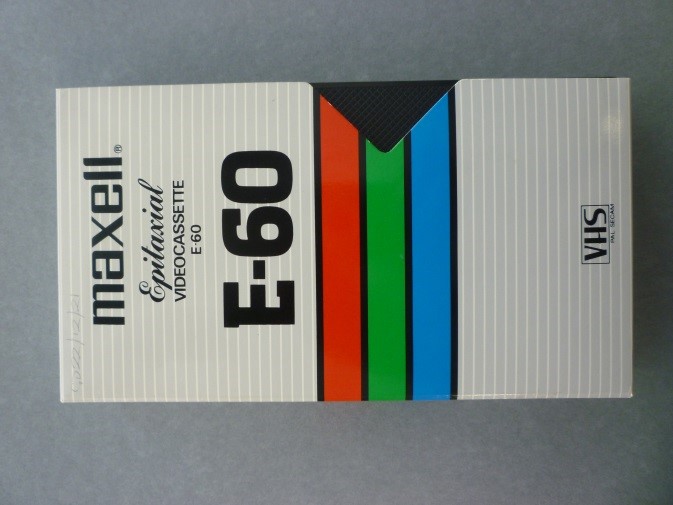 maxell®
Epitaxial
VIDEOCASSETTE
E-60
E-60
VHS
PAL SECAM